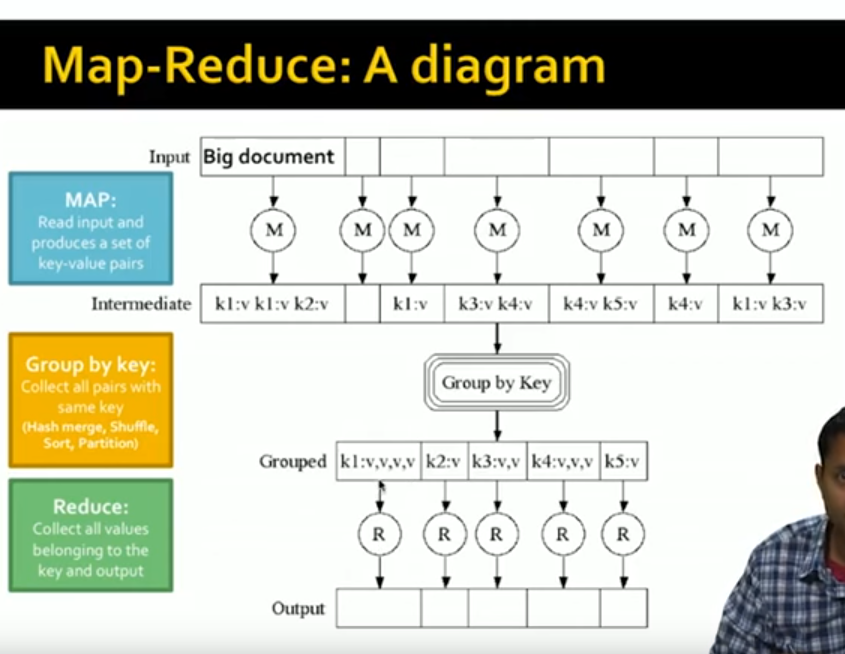 Map-Reduce: A diagram
Input
Big document
MAP:
Read input and
produces a set of
key-value pairs
M M M M M M M
Intermediate
k1:v k1:v k2:v
k1:v
k3:v k4:v
k4:v k5:v
k4:v
k1:v k3:v
Group by key:
Collect all pairs with
same key
(Hash merge, Shuffle,
Sort, Partition)
Group by Key
Grouped
k1:v,v,v,v
k2:v
k3:v,v
k4:v,v,v
k5:v
Reduce:
Collect all values
belonging to the
key and output
R R R R R
Output